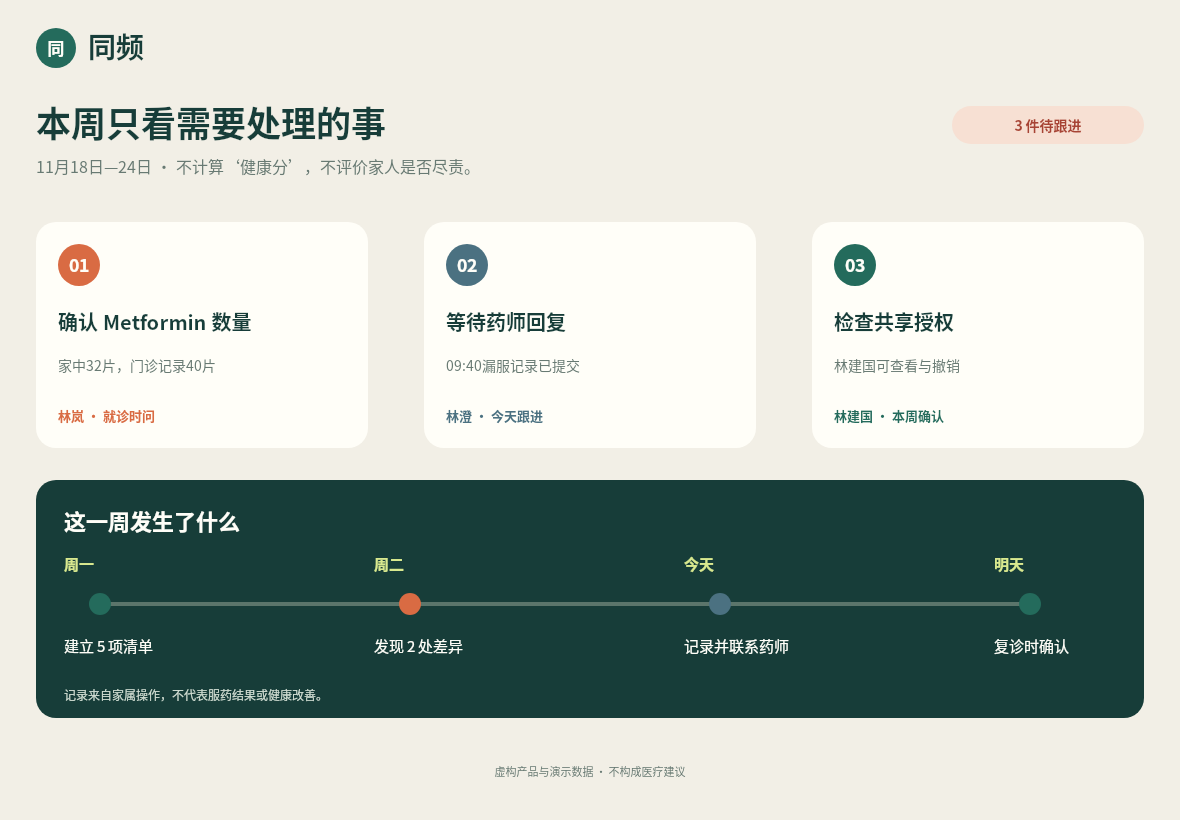 同 同频
本周只看需要处理的事
3 件待跟进
11月18日—24日 · 不计算‘健康分’，不评价家人是否尽责。
01
确认 Metformin 数量
家中32片，门诊记录40片
林岚 · 就诊时问
02
等待药师回复
09:40漏服记录已提交
林澄 · 今天跟进
03
检查共享授权
林建国可查看与撤销
林建国 · 本周确认
这一周发生了什么
周一 周二 今天 明天
建立 5 项清单 发现 2 处差异 记录并联系药师 复诊时确认
记录来自家属操作，不代表服药结果或健康改善。
虚构产品与演示数据 · 不构成医疗建议